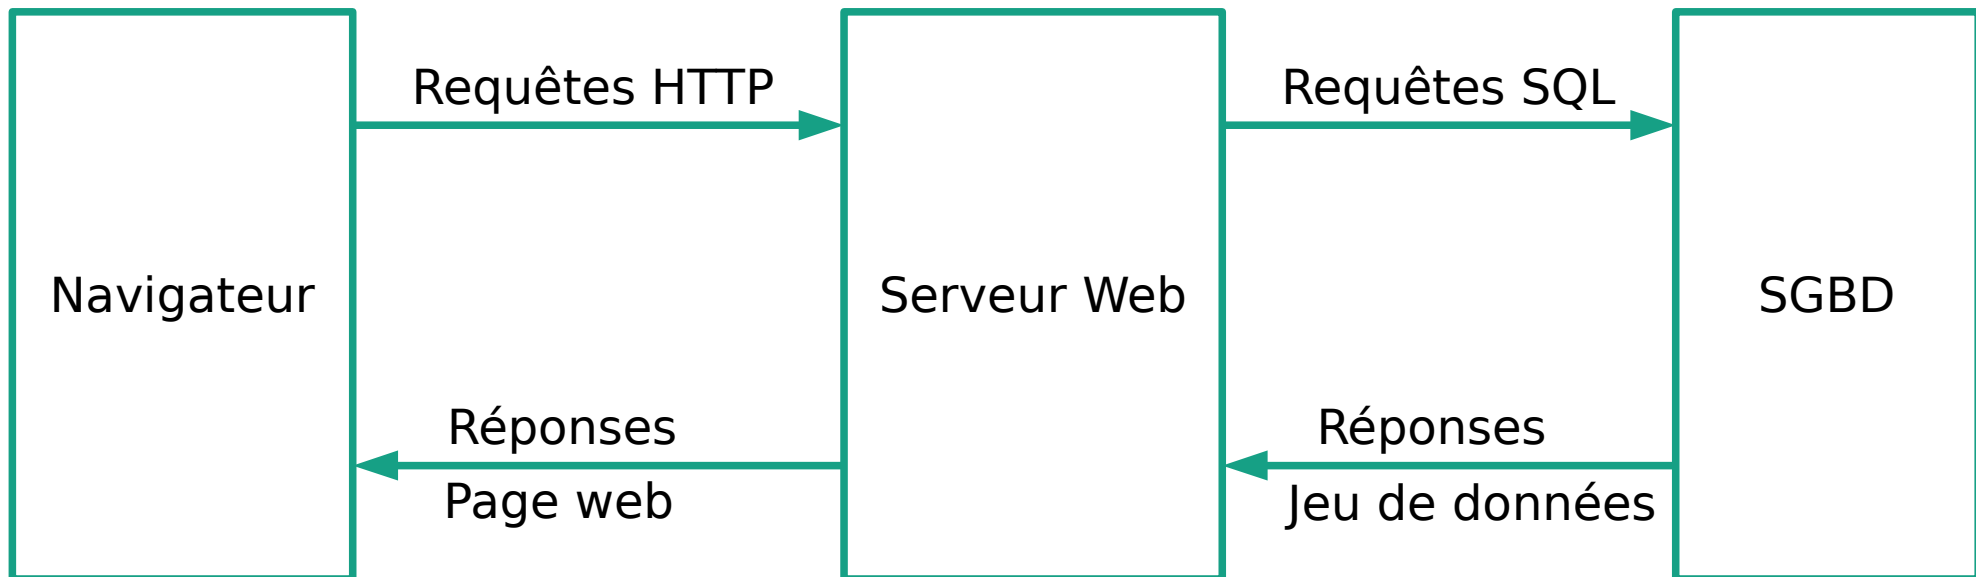 Requêtes HTTP
Requêtes SQL
Navigateur
Serveur Web
SGBD
Réponses
Page web
Réponses
Jeu de données